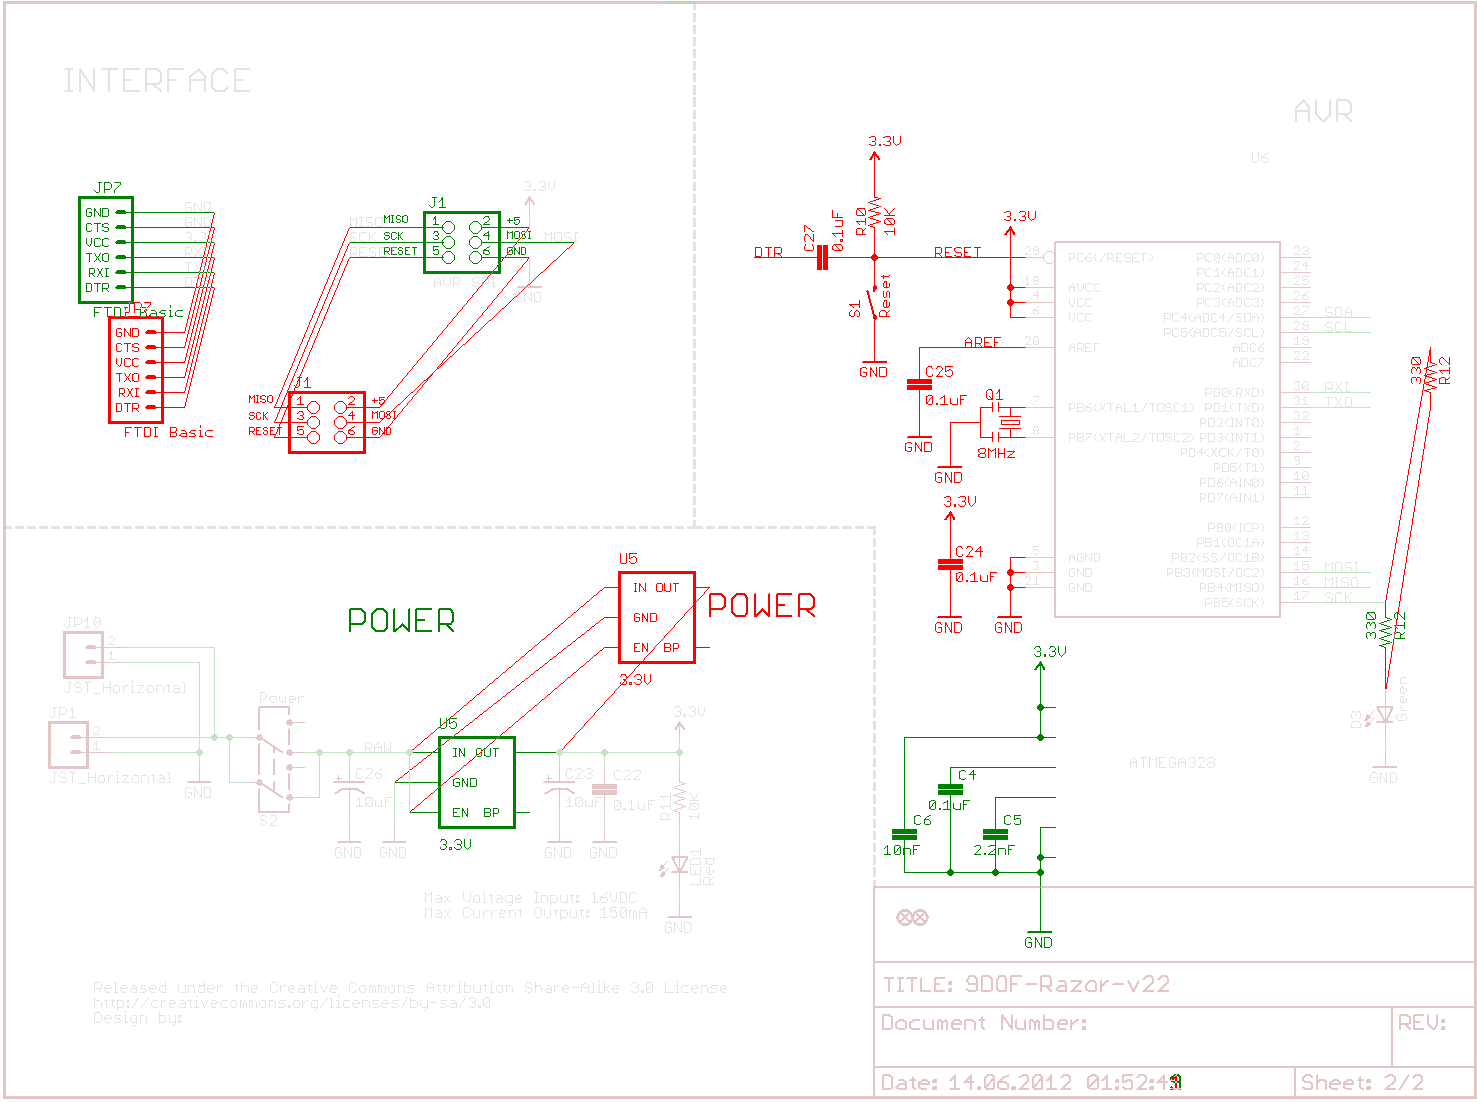 INTERFACE
AVR
U6
3.3V
R10
10K
C27
0.1uF
DTR
RESET
S1
Reset
GND
3.3V
AREF
C25
0.1uF
GND
Q1
8MHz
GND
3.3V
C24
0.1uF
GND
GND
29 PC6(/RESET)
18 AVCC
4 VCC
6 VCC
20 AREF
7 PB6(XTAL1/TOSC1)
8 PB7(XTAL2/TOSC2)
5 AGND
3 GND
21 GND
PC0(ADC0) 23
PC1(ADC1) 24
PC2(ADC2) 25
PC3(ADC3) 26
PC4(ADC4/SDA) 27 SDA
PC5(ADC5/SCL) 28 SCL
ADC6 19
ADC7 22
PD0(RXD) 30 RXI
PD1(TXD) 31 TXO
PD2(INT0) 32
PD3(INT1) 1
PD4(XCK/T0) 2
PD5(T1) 9
PD6(AIN0) 10
PD7(AIN1) 11
PB0(ICP) 12
PB1(OC1A) 13
PB2(SS/OC1B) 14
PB3(MOSI/OC2) 15 MOSI
PB4(MISO) 16 MISO
PB5(SCK) 17 SCK
ATMEGA328
330
R12
330
R12
D3
Green
GND
JP7
GND GND
CTS GND
VCC
TXO
RXI
DTR
FTDI Basic
JP7
GND
CTS
VCC
TXO
RXI
DTR
FTDI Basic
J1
3.3V
MISO MISO 1 2 +5
SCK SCK 3 4 MOSI MOSI
RESET 5 6 GND
AVR SPI
GND
J1
MISO 1 2 +5
SCK 3 4 MOSI
RESET 5 6 GND
POWER
POWER
U5
IN OUT
GND
EN BP
3.3V
U5
IN OUT
GND
EN BP
3.3V
JP10
2
1
JST_Horizontal
JP1
2
1
JST_Horizontal
GND
Power
S2
RAW
C26
10uF
GND
GND
C23
10uF
GND
C22
0.1uF
GND
3.3V
R11
10K
LED1
Red
GND
Max Voltage Input: 16VDC
Max Current Output: 150mA
3.3V
C4
0.1uF
C6
10nF
C5
2.2nF
GND
Released under the Creative Commons Attribution Share-Alike 3.0 License
http://creativecommons.org/licenses/by-sa/3.0
Design by:
TITLE: 9DOF-Razor-v22
Document Number:
REV:
Date: 14.06.2012 01:52:4
Sheet: 2/2